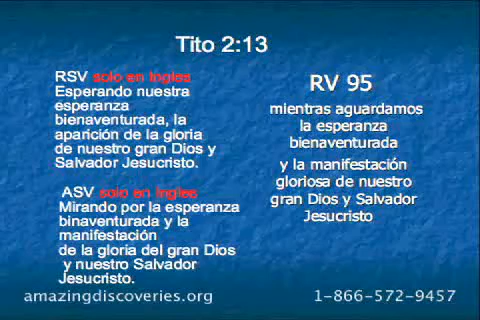 Tito 2:13
RSV solo en Ingles
Esperando nuestra
esperanza
bienaventurada, la
aparición de la gloria
de nuestro gran Dios y
Salvador Jesucristo.
ASV solo en Ingles
Mirando por la esperanza
binaventurada y la
manifestación
de la gloria del gran Dios
y nuestro Salvador
Jesucristo.
RV 95
mientras aguardamos
la esperanza
bienaventurada
y la manifestación
gloriosa de nuestro
gran Dios y Salvador
Jesucristo
amazingdiscoveries.org
1-866-572-9457